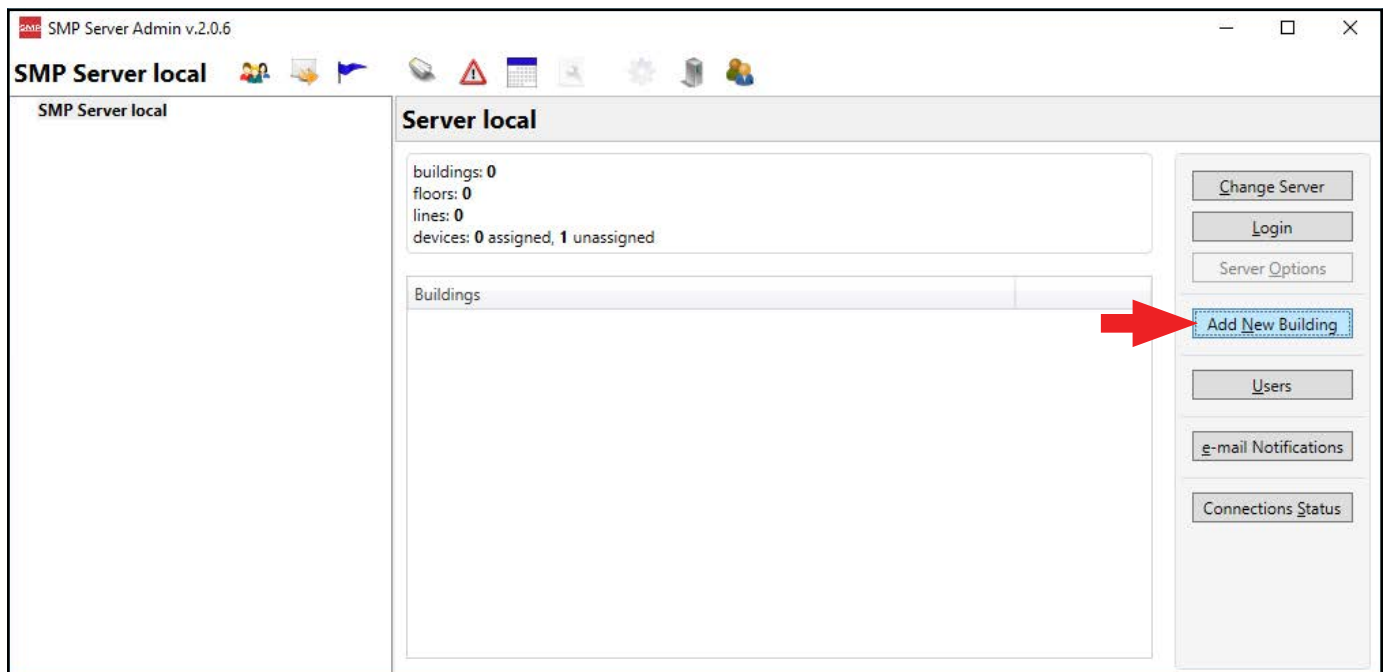 SMP SMP Server Admin v.2.0.6
SMP Server local
SMP Server local
Server local
buildings: 0
floors: 0
lines: 0
devices: 0 assigned, 1 unassigned
Buildings
Change Server
Login
Server Options
Add New Building
Users
e-mail Notifications
Connections Status